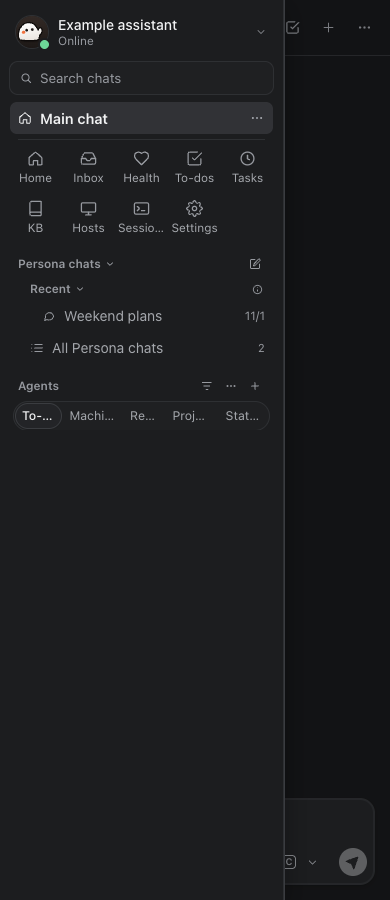 Example assistant
Online
Search chats
Main chat
Home Inbox Health To-dos Tasks
KB Hosts Sessio... Settings
Persona chats
Recent
Weekend plans 11/1
All Persona chats 2
Agents
To-... Machi... Re... Proj... Stat...
C